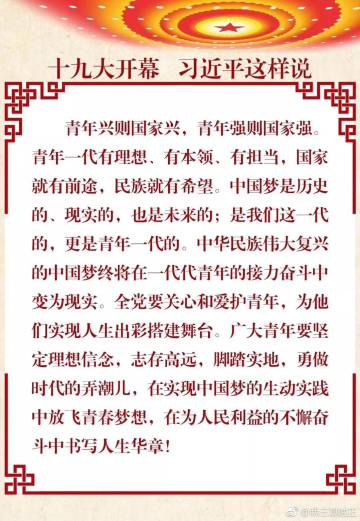 十九大开幕 习近平这样说
青年兴则国家兴，青年强则国家强。
青年一代有理想、有本领、有担当，国家
就有前途，民族就有希望。中国梦是历史
的、现实的，也是未来的；是我们这一代
的，更是青年一代的。中华民族伟大复兴
的中国梦终将在一代代青年的接力奋斗中
变为现实。全党要关心和爱护青年，为他
们实现人生出彩搭建舞台。广大青年要坚
定理想信念，志存高远，脚踏实地，勇做
时代的弄潮儿，在实现中国梦的生动实践
中放飞青春梦想，在为人民利益的不懈奋
斗中书写人生华章！